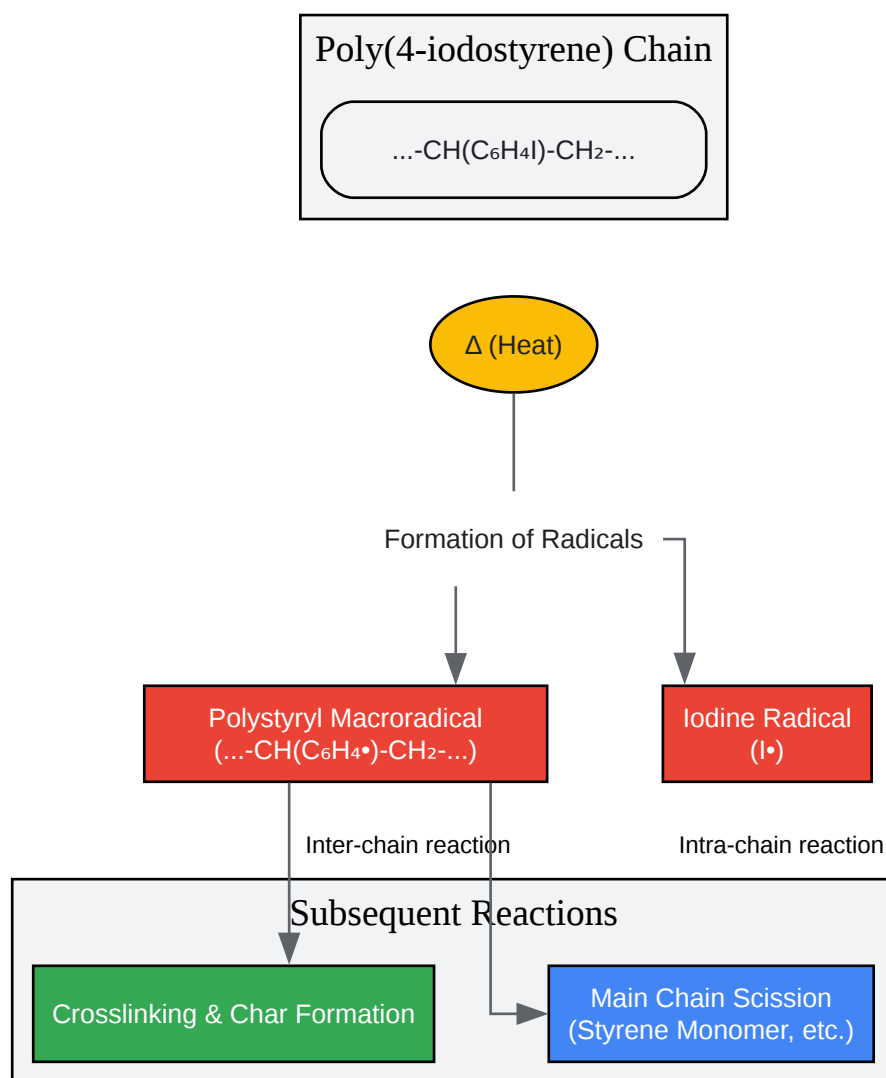 Poly(4-iodostyrene) Chain
...-CH(C₆H₄I)-CH₂-...
Δ (Heat)
Formation of Radicals
Polystyryl Macroradical
(...-CH(C₆H₄•)-CH₂-...)
Iodine Radical
(I•)
Inter-chain reaction
Intra-chain reaction
Subsequent Reactions
Crosslinking & Char Formation
Main Chain Scission
(Styrene Monomer, etc.)